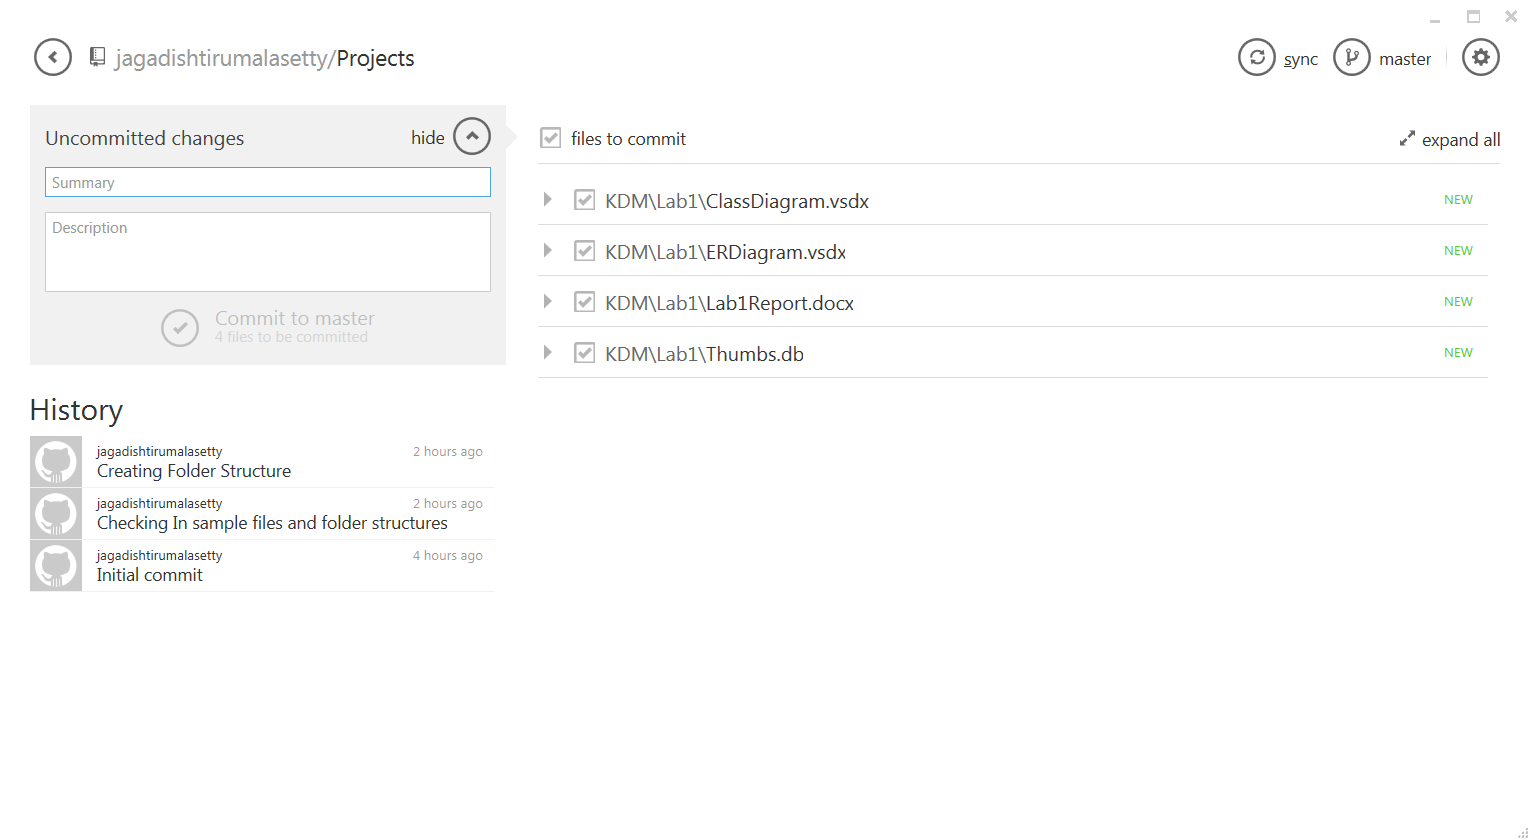 jagadishtirumalasetty/Projects
sync
master
Uncommitted changes
hide
Summary
Description
Commit to master
4 files to be committed
files to commit
expand all
KDM\Lab1\ClassDiagram.vsdx NEW
KDM\Lab1\ERDiagram.vsdx NEW
KDM\Lab1\Lab1Report.docx NEW
KDM\Lab1\Thumbs.db NEW
History
jagadishtirumalasetty 2 hours ago
Creating Folder Structure
jagadishtirumalasetty 2 hours ago
Checking In sample files and folder structures
jagadishtirumalasetty 4 hours ago
Initial commit